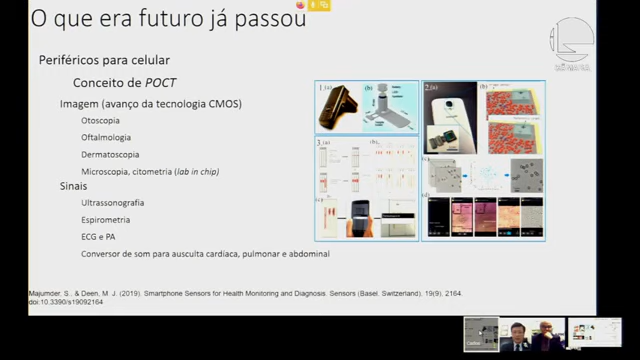 O que era futuro já passou
Periféricos para celular
Conceito de POCT
Imagem (avanço da tecnologia CMOS)
Otoscopia
Oftalmologia
Dermatoscopia
Microscopia, citometria (lab in chip)
Sinais
Ultrassonografia
Espirometria
ECG e PA
Conversor de som para ausculta cardíaca, pulmonar e abdominal
1.(a)
(b)
2.(a)
(b)
3.(a)
(b)
(c)
(c)
(d)
Majumder, S., & Deen, M. J. (2019). Smartphone Sensors for Health Monitoring and Diagnosis. Sensors (Basel, Switzerland), 19(9), 2164.
doi:10.3390/s19092164